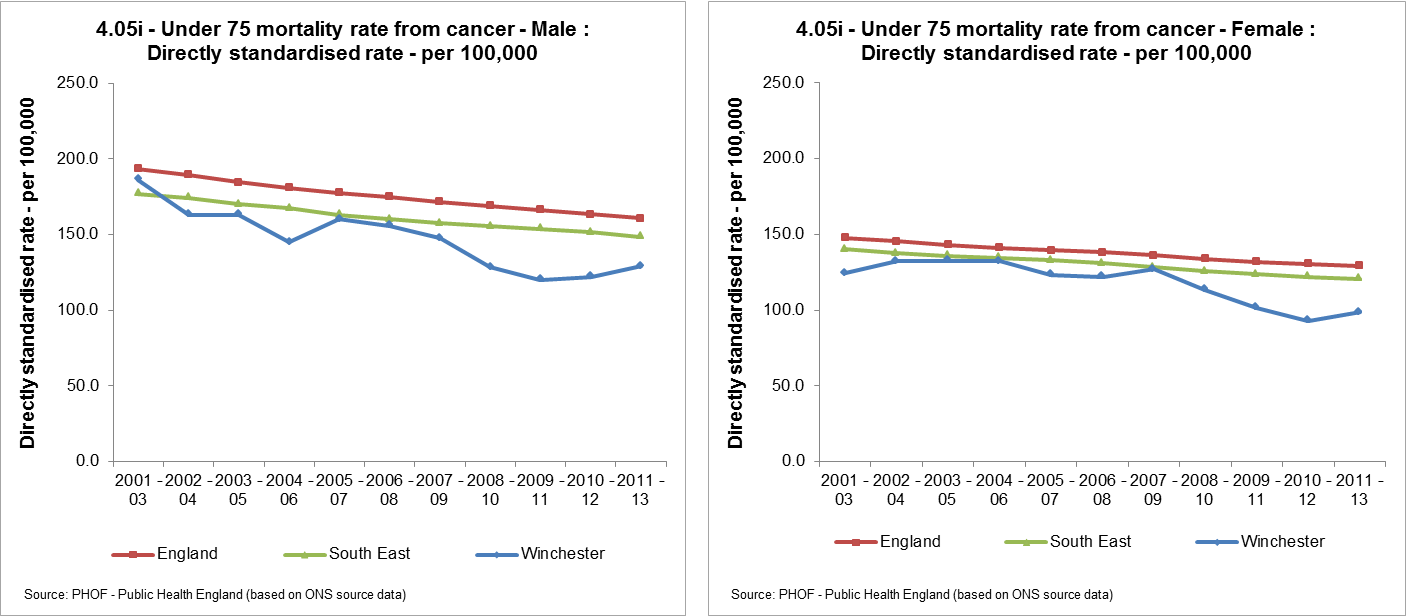 4.05i - Under 75 mortality rate from cancer - Male :
Directly standardised rate - per 100,000
Directly standardised rate - per 100,000
250.0
200.0
150.0
100.0
50.0
0.0
2001 - 2002 - 2003 - 2004 - 2005 - 2006 - 2007 - 2008 - 2009 - 2010 - 2011 -
03 04 05 06 07 08 09 10 11 12 13
England South East Winchester
Source: PHOF - Public Health England (based on ONS source data)
4.05i - Under 75 mortality rate from cancer - Female :
Directly standardised rate - per 100,000
Directly standardised rate - per 100,000
250.0
200.0
150.0
100.0
50.0
0.0
2001 - 2002 - 2003 - 2004 - 2005 - 2006 - 2007 - 2008 - 2009 - 2010 - 2011 -
03 04 05 06 07 08 09 10 11 12 13
England South East Winchester
Source: PHOF - Public Health England (based on ONS source data)